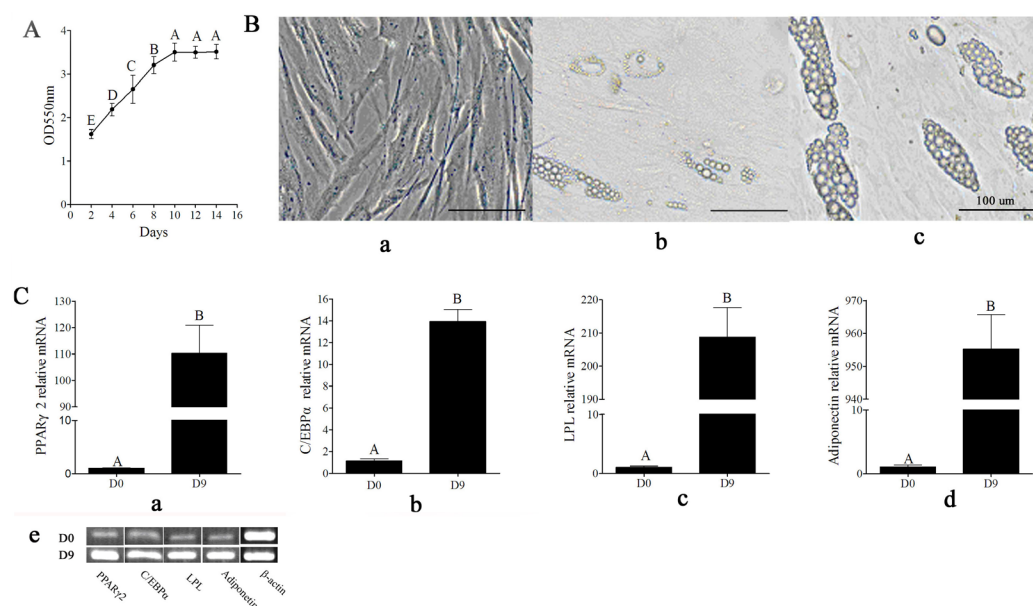 A
OD550nm
4
3
2
1
0
E
D
C
B
A
A
A
0 2 4 6 8 10 12 14 16
Days
B
100 um
a
b
c
C
PPARγ 2 relative mRNA
130
120
110
100
90
10
0
A
B
D0
D9
a
C/EBPα relative mRNA
16
14
12
10
8
6
4
2
0
A
B
D0
D9
b
LPL relative mRNA
220
210
200
190
10
0
A
B
D0
D9
c
Adiponectin relative mRNA
970
960
950
940
10
0
A
B
D0
D9
d
e
D0
D9
PPARγ2
C/EBPα
LPL
Adiponectin
β-actin